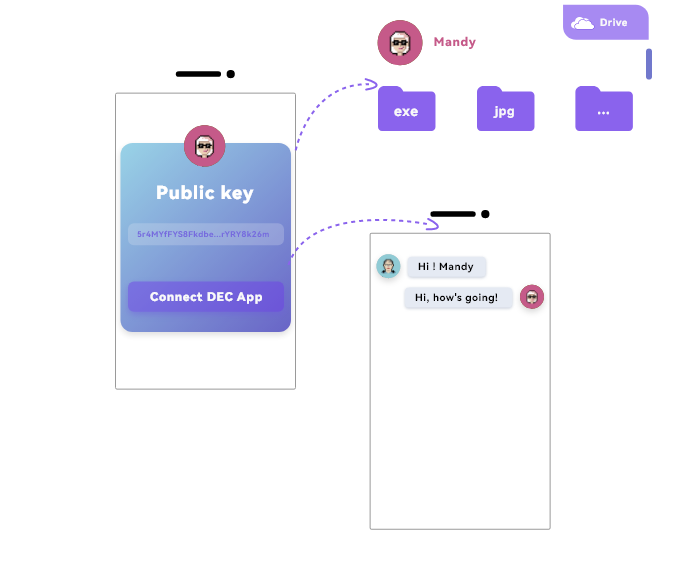 Drive
Mandy
exe
jpg
...
Public key
5r4MYfFYS8Fkdbe...rYRY8k26m
Connect DEC App
Hi ! Mandy
Hi, how's going!